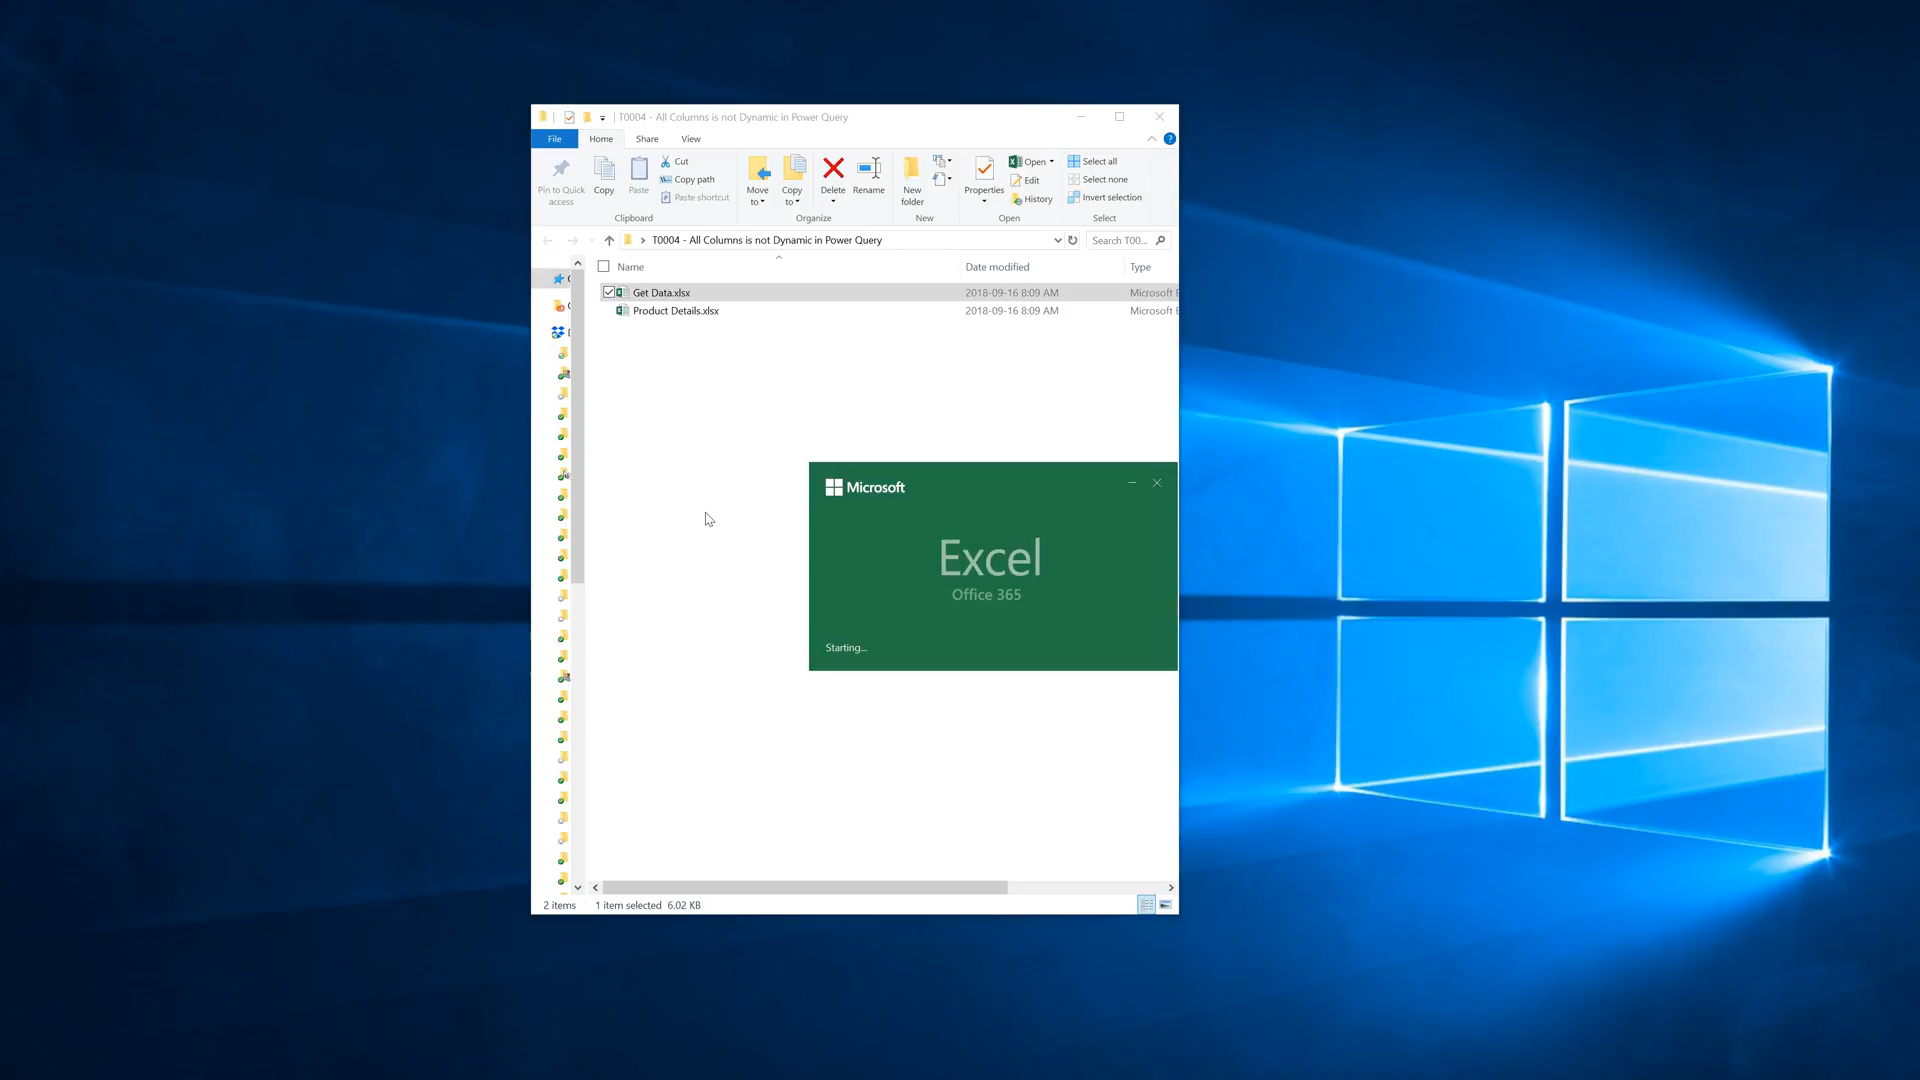 T0004 - All Columns is not Dynamic in Power Query
File Home Share View
Pin to Quick access
Copy
Paste
Cut
Copy path
Paste shortcut
Clipboard
Move to
Copy to
Delete
Rename
Organize
New folder
New
Properties
Open
Edit
History
Open
Select all
Select none
Invert selection
Select
T0004 - All Columns is not Dynamic in Power Query
Search T00...
Name Date modified Type
Get Data.xlsx 2018-09-16 8:09 AM Microsoft E
Product Details.xlsx 2018-09-16 8:09 AM Microsoft E
Microsoft
Excel
Office 365
Starting...
2 items 1 item selected 6.02 KB